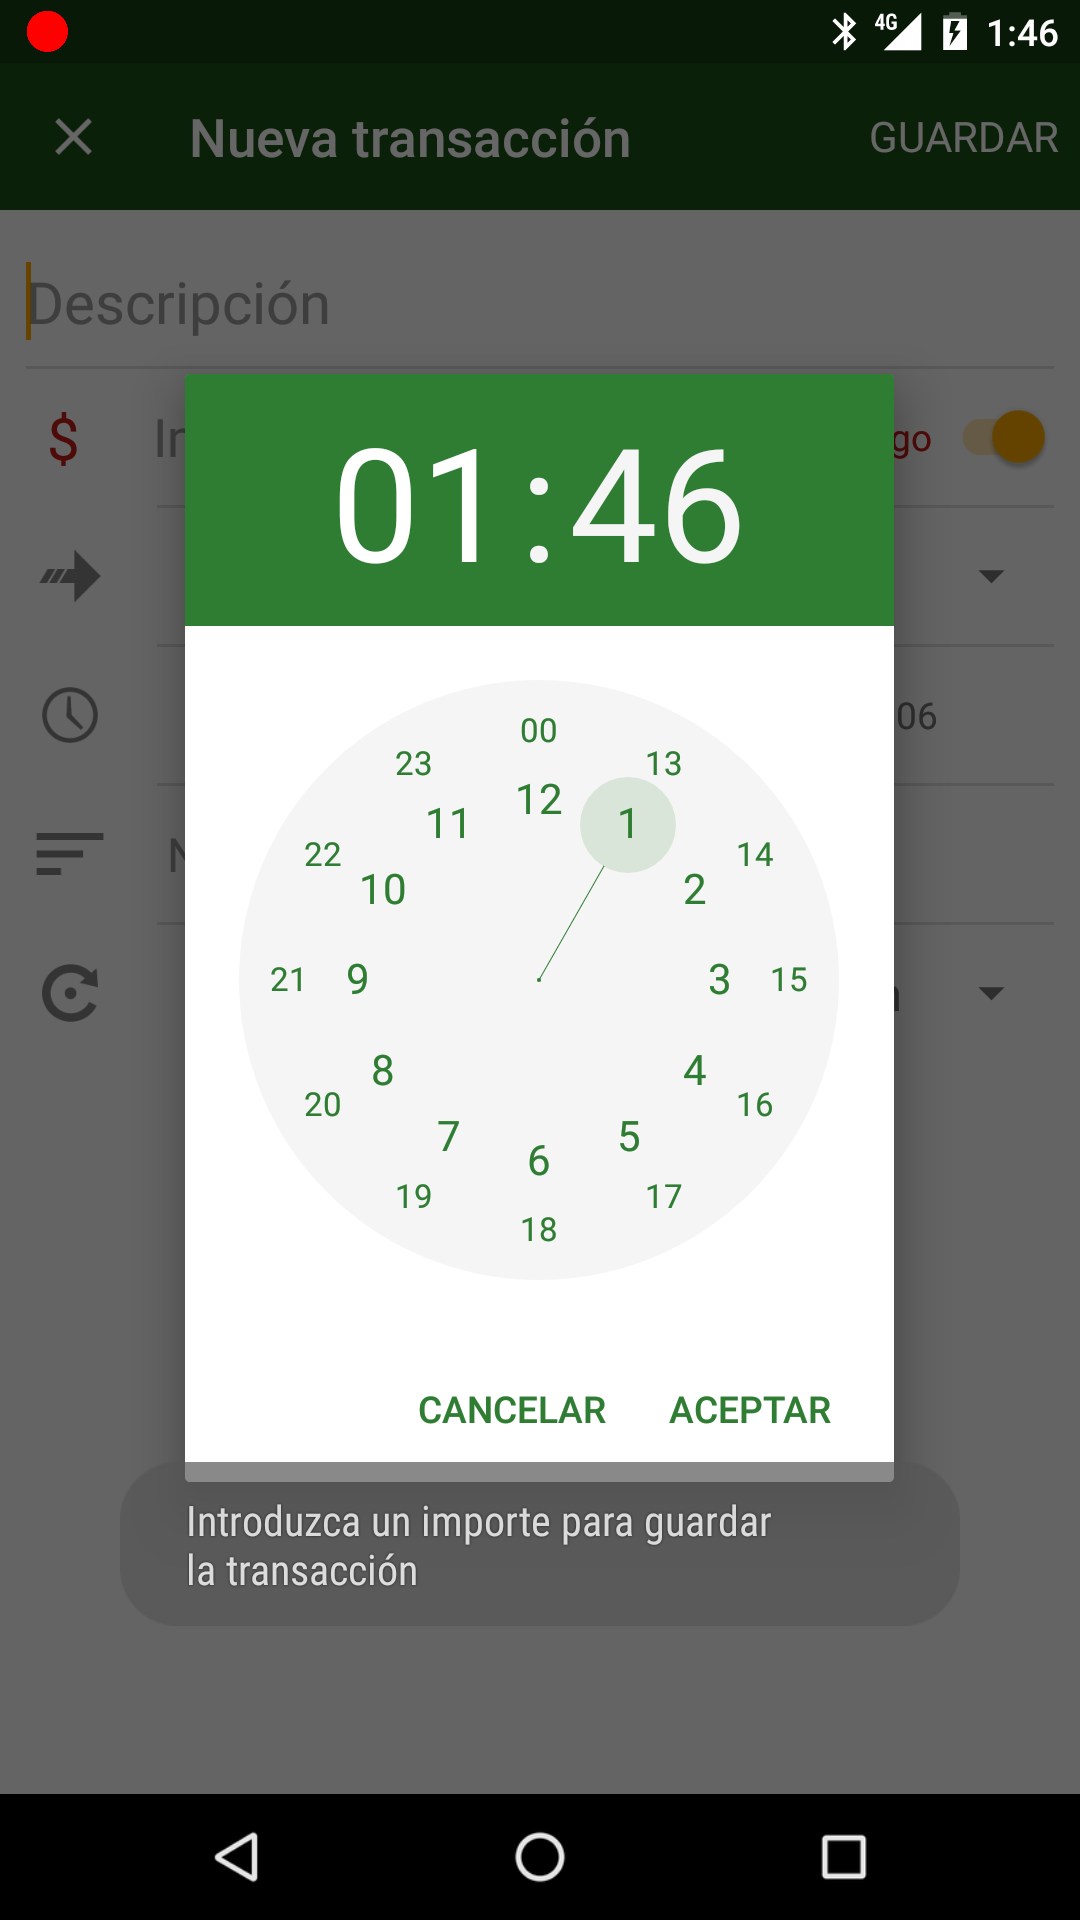 4G 1:46
Nueva transacción GUARDAR
Descripción
$
01:46
06
00
23 13
12
11 1
22 14
10 2
21 9 3 15
8 4
20 16
7 5
6
19 17
18
CANCELAR ACEPTAR
Introduzca un importe para guardar
la transacción